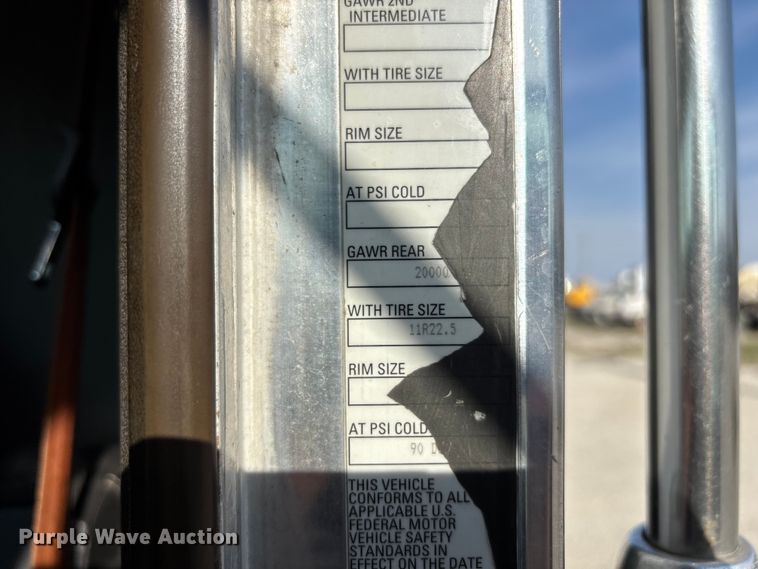 GAWR 2ND
INTERMEDIATE
WITH TIRE SIZE
RIM SIZE
AT PSI COLD
GAWR REAR
20000
WITH TIRE SIZE
11R22.5
RIM SIZE
AT PSI COLD
90
THIS VEHICLE
CONFORMS TO ALL
APPLICABLE U.S.
FEDERAL MOTOR
VEHICLE SAFETY
STANDARDS IN
EFFECT ON THE DATE
Purple Wave Auction®